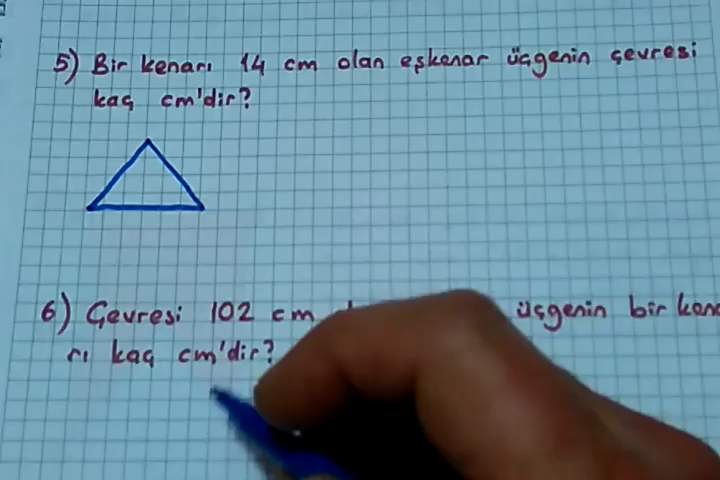 5) Bir kenarı 14 cm olan eşkenar üçgenin çevresi
kaç cm'dir?
6) Çevresi 102 cm üçgenin bir kena
rı kaç cm'dir?